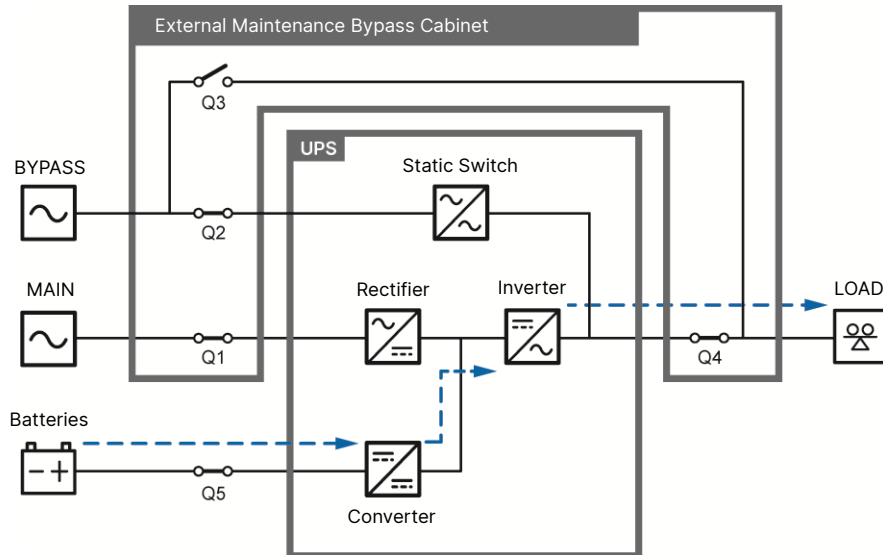 External Maintenance Bypass Cabinet
Q3
UPS
BYPASS
Static Switch
Q2
MAIN
Rectifier
Inverter
LOAD
Q1
Q4
Batteries
Q5
Converter